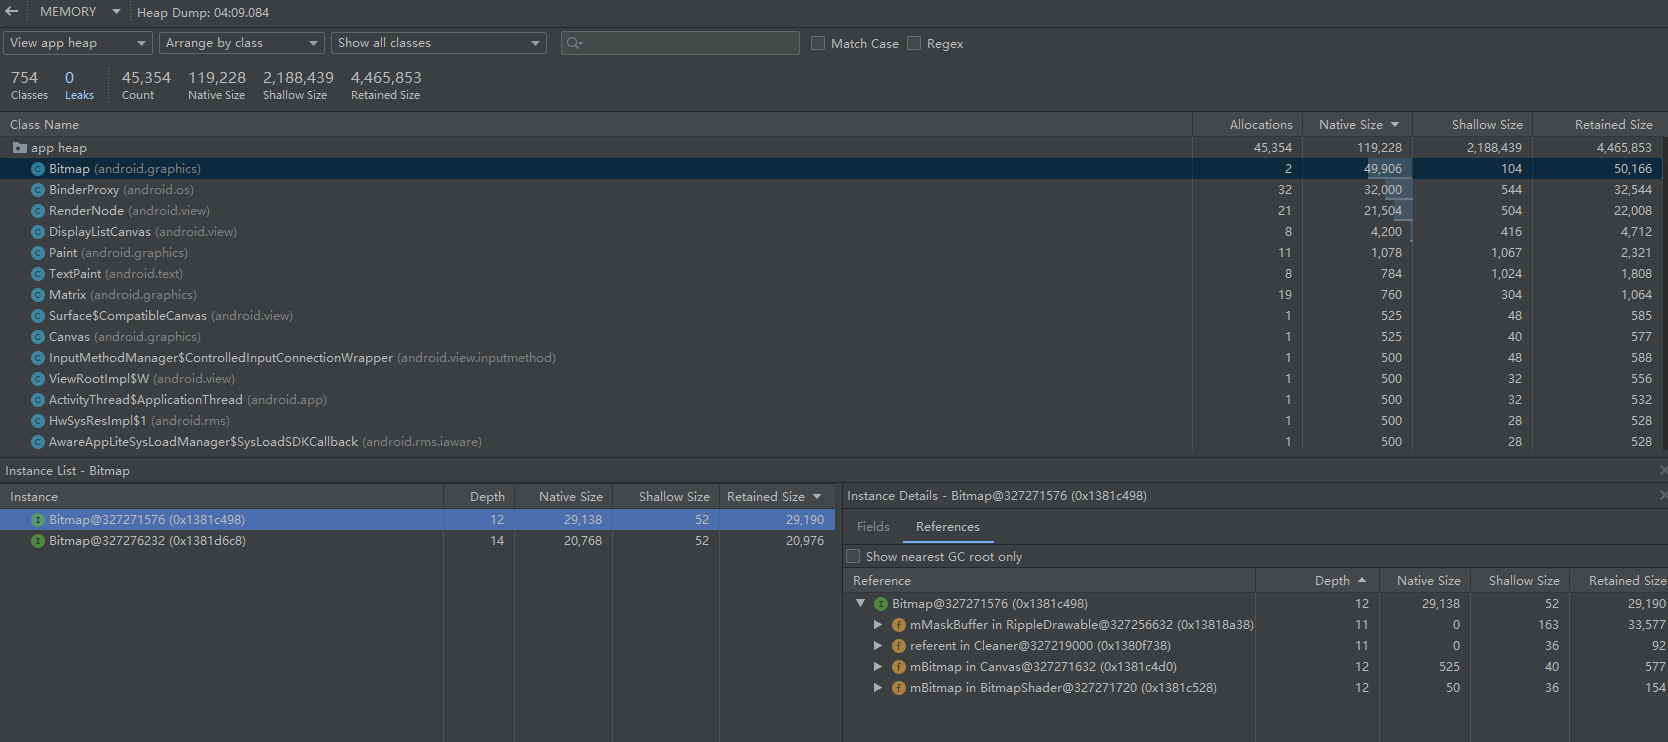 MEMORY Heap Dump: 04:09.084
View app heap Arrange by class Show all classes Match Case Regex
754 0 45,354 119,228 2,188,439 4,465,853
Classes Leaks Count Native Size Shallow Size Retained Size
Class Name Allocations Native Size Shallow Size Retained Size
app heap 45,354 119,228 2,188,439 4,465,853
Bitmap (android.graphics) 2 49,906 104 50,166
BinderProxy (android.os) 32 32,000 544 32,544
RenderNode (android.view) 21 21,504 504 22,008
DisplayListCanvas (android.view) 8 4,200 416 4,712
Paint (android.graphics) 11 1,078 1,067 2,321
TextPaint (android.text) 8 784 1,024 1,808
Matrix (android.graphics) 19 760 304 1,064
Surface$CompatibleCanvas (android.view) 1 525 48 585
Canvas (android.graphics) 1 525 40 577
InputMethodManager$ControlledInputConnectionWrapper (android.view.inputmethod) 1 500 48 588
ViewRootImpl$W (android.view) 1 500 32 556
ActivityThread$ApplicationThread (android.app) 1 500 32 532
HwSysResImpl$1 (android.rms) 1 500 28 528
AwareAppLiteSysLoadManager$SysLoadSDKCallback (android.rms.iaware) 1 500 28 528
Instance List - Bitmap
Instance Depth Native Size Shallow Size Retained Size
Bitmap@327271576 (0x1381c498) 12 29,138 52 29,190
Bitmap@327276232 (0x1381d6c8) 14 20,768 52 20,976
Instance Details - Bitmap@327271576 (0x1381c498)
Fields References
Show nearest GC root only
Reference Depth Native Size Shallow Size Retained Size
Bitmap@327271576 (0x1381c498) 12 29,138 52 29,190
mMaskBuffer in RippleDrawable@327256632 (0x13818a38) 11 0 163 33,577
referent in Cleaner@327219000 (0x1380f738) 11 0 36 92
mBitmap in Canvas@327271632 (0x1381c4d0) 12 525 40 577
mBitmap in BitmapShader@327271720 (0x1381c528) 12 50 36 154